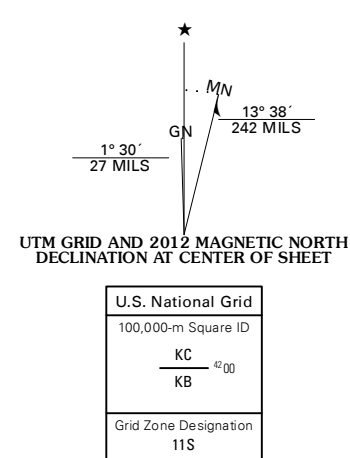 ★
MN
GN
13° 38´
242 MILS
1° 30´
27 MILS
UTM GRID AND 2012 MAGNETIC NORTH
DECLINATION AT CENTER OF SHEET
U.S. National Grid
100,000-m Square ID
KC
4200
KB
Grid Zone Designation
11S